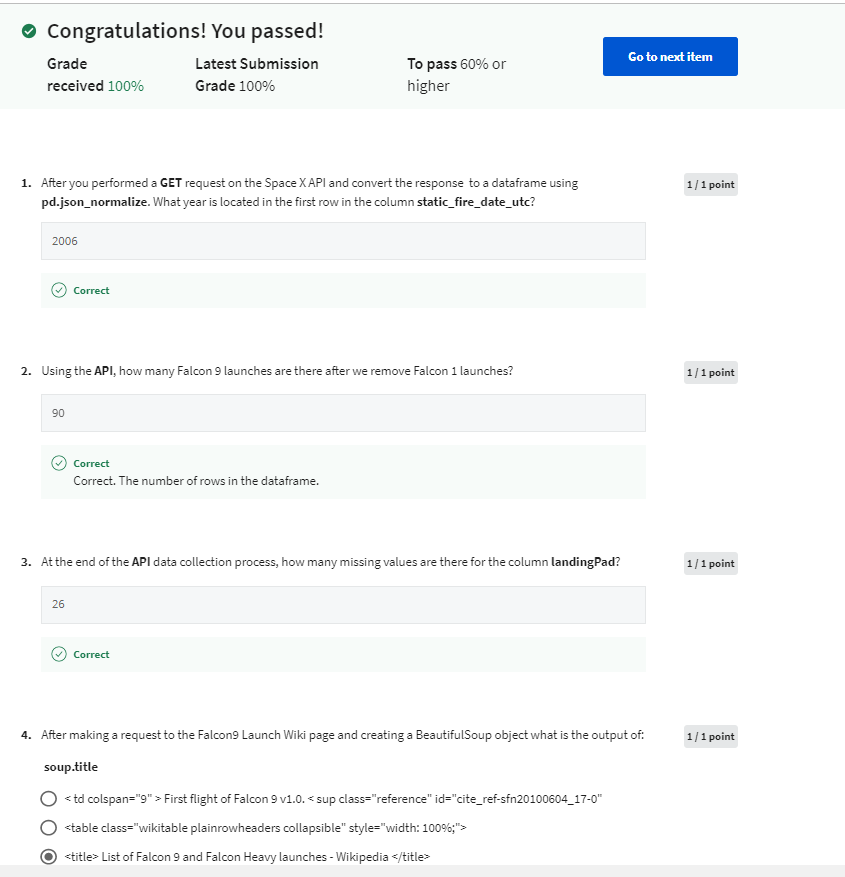 Congratulations! You passed!
Grade received 100%
Latest Submission Grade 100%
To pass 60% or higher
Go to next item
1. After you performed a GET request on the Space X API and convert the response to a dataframe using
pd.json_normalize. What year is located in the first row in the column static_fire_date_utc?
1 / 1 point
2006
Correct
2. Using the API, how many Falcon 9 launches are there after we remove Falcon 1 launches?
1 / 1 point
90
Correct
Correct. The number of rows in the dataframe.
3. At the end of the API data collection process, how many missing values are there for the column landingPad?
1 / 1 point
26
Correct
4. After making a request to the Falcon9 Launch Wiki page and creating a BeautifulSoup object what is the output of:
1 / 1 point
soup.title
< td colspan="9" > First flight of Falcon 9 v1.0. < sup class="reference" id="cite_ref-sfn20100604_17-0"
<table class="wikitable plainrowheaders collapsible" style="width: 100%;">
<title> List of Falcon 9 and Falcon Heavy launches - Wikipedia </title>